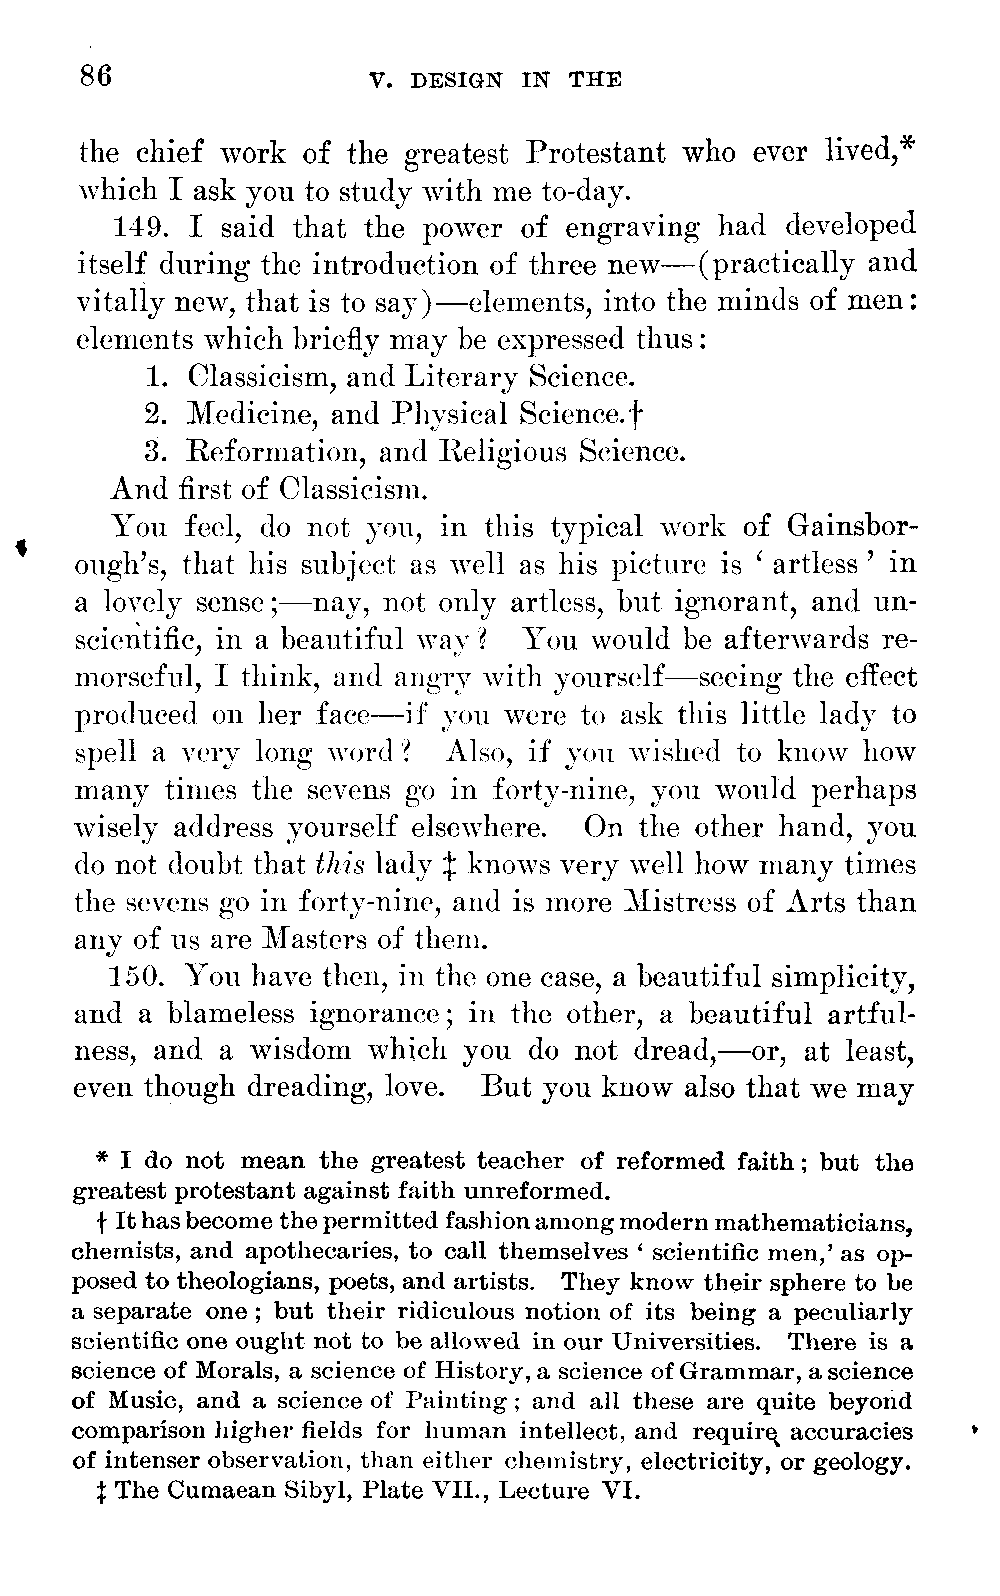 86 V. DESIGN IN THE
the chief work of the greatest Protestant who ever lived,*
which I ask you to study with me to-day.
149. I said that the power of engraving had developed
itself during the introduction of three new—(practically and
vitally new, that is to say)—elements, into the minds of men:
elements which briefly may be expressed thus:
1. Classicism, and Literary Science.
2. Medicine, and Physical Science.†
3. Reformation, and Religious Science.
And first of Classicism.
You feel, do not you, in this typical work of Gainsbor-
ough's, that his subject as well as his picture is ‘ artless ’ in
a lovely sense;—nay, not only artless, but ignorant, and un-
scientific, in a beautiful way? You would be afterwards re-
morseful, I think, and angry with yourself—seeing the effect
produced on her face—if you were to ask this little lady to
spell a very long word? Also, if you wished to know how
many times the sevens go in forty-nine, you would perhaps
wisely address yourself elsewhere. On the other hand, you
do not doubt that this lady ‡ knows very well how many times
the sevens go in forty-nine, and is more Mistress of Arts than
any of us are Masters of them.
150. You have then, in the one case, a beautiful simplicity,
and a blameless ignorance; in the other, a beautiful artful-
ness, and a wisdom which you do not dread,—or, at least,
even though dreading, love. But you know also that we may
* I do not mean the greatest teacher of reformed faith; but the
greatest protestant against faith unreformed.
† It has become the permitted fashion among modern mathematicians,
chemists, and apothecaries, to call themselves ‘ scientific men,’ as op-
posed to theologians, poets, and artists. They know their sphere to be
a separate one; but their ridiculous notion of its being a peculiarly
scientific one ought not to be allowed in our Universities. There is a
science of Morals, a science of History, a science of Grammar, a science
of Music, and a science of Painting; and all these are quite beyond
comparison higher fields for human intellect, and require accuracies
of intenser observation, than either chemistry, electricity, or geology.
‡ The Cumaean Sibyl, Plate VII., Lecture VI.